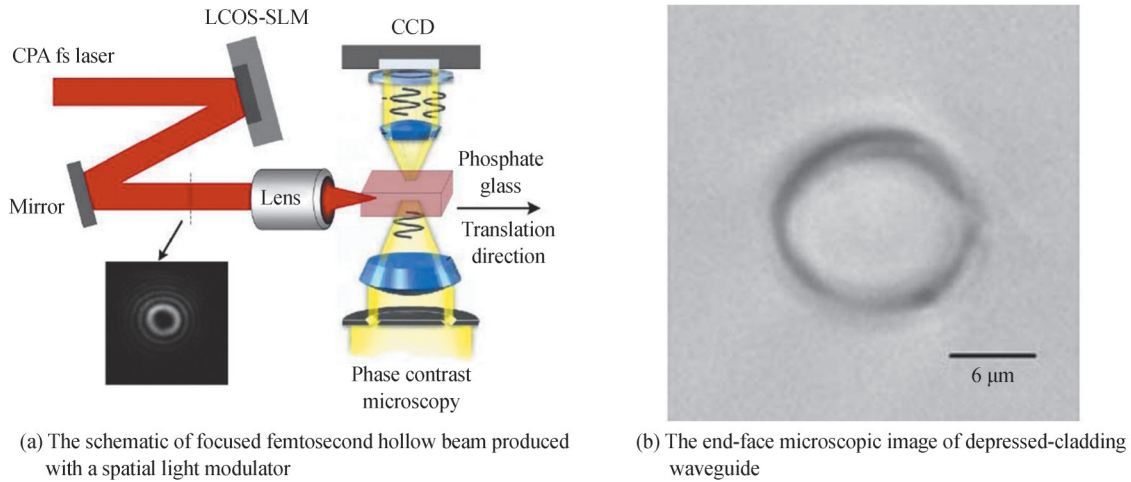 LCOS-SLM
CPA fs laser
CCD
Mirror
Lens
Phosphate
glass
Translation
direction
Phase contrast
microscopy
6 μm
(a) The schematic of focused femtosecond hollow beam produced
with a spatial light modulator
(b) The end-face microscopic image of depressed-cladding
waveguide